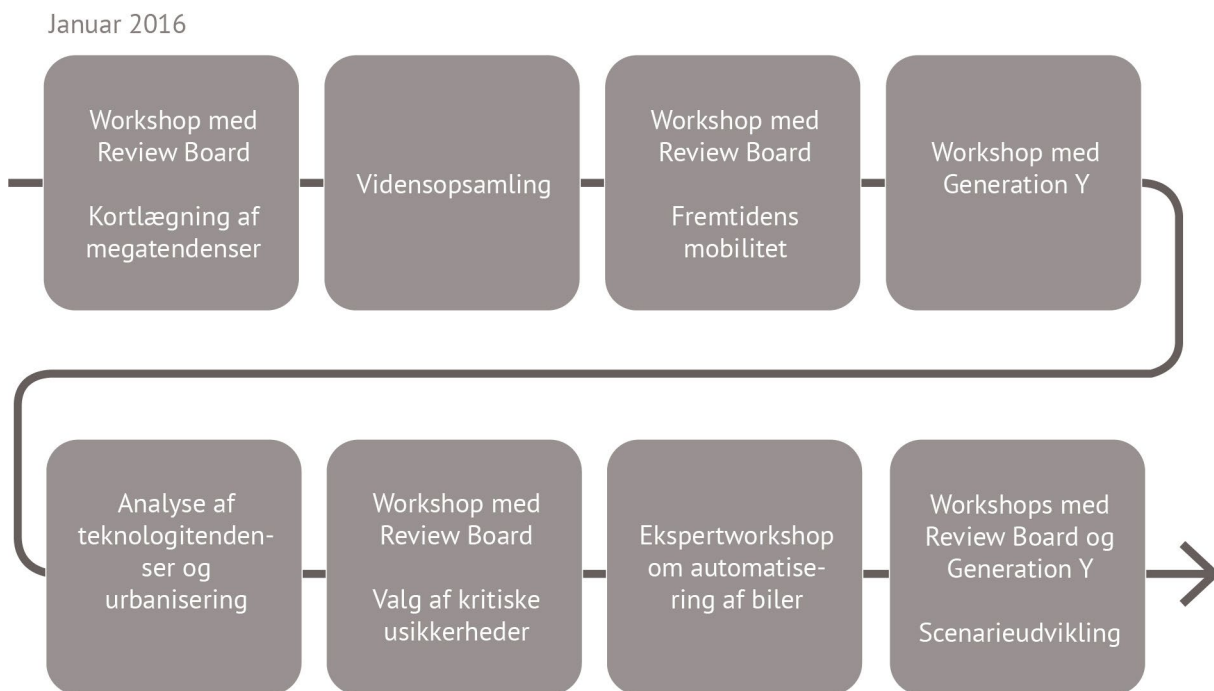 Januar 2016
Workshop med
Review Board
Kortlægning af
megatendenser
Vidensopsamling
Workshop med
Review Board
Fremtidens
mobilitet
Workshop med
Generation Y
Analyse af
teknologitenden-
ser og
urbanisering
Workshop med
Review Board
Valg af kritiske
usikkerheder
Ekspertworkshop
om automatise-
ring af biler
Workshops med
Review Board og
Generation Y
Scenarieudvikling